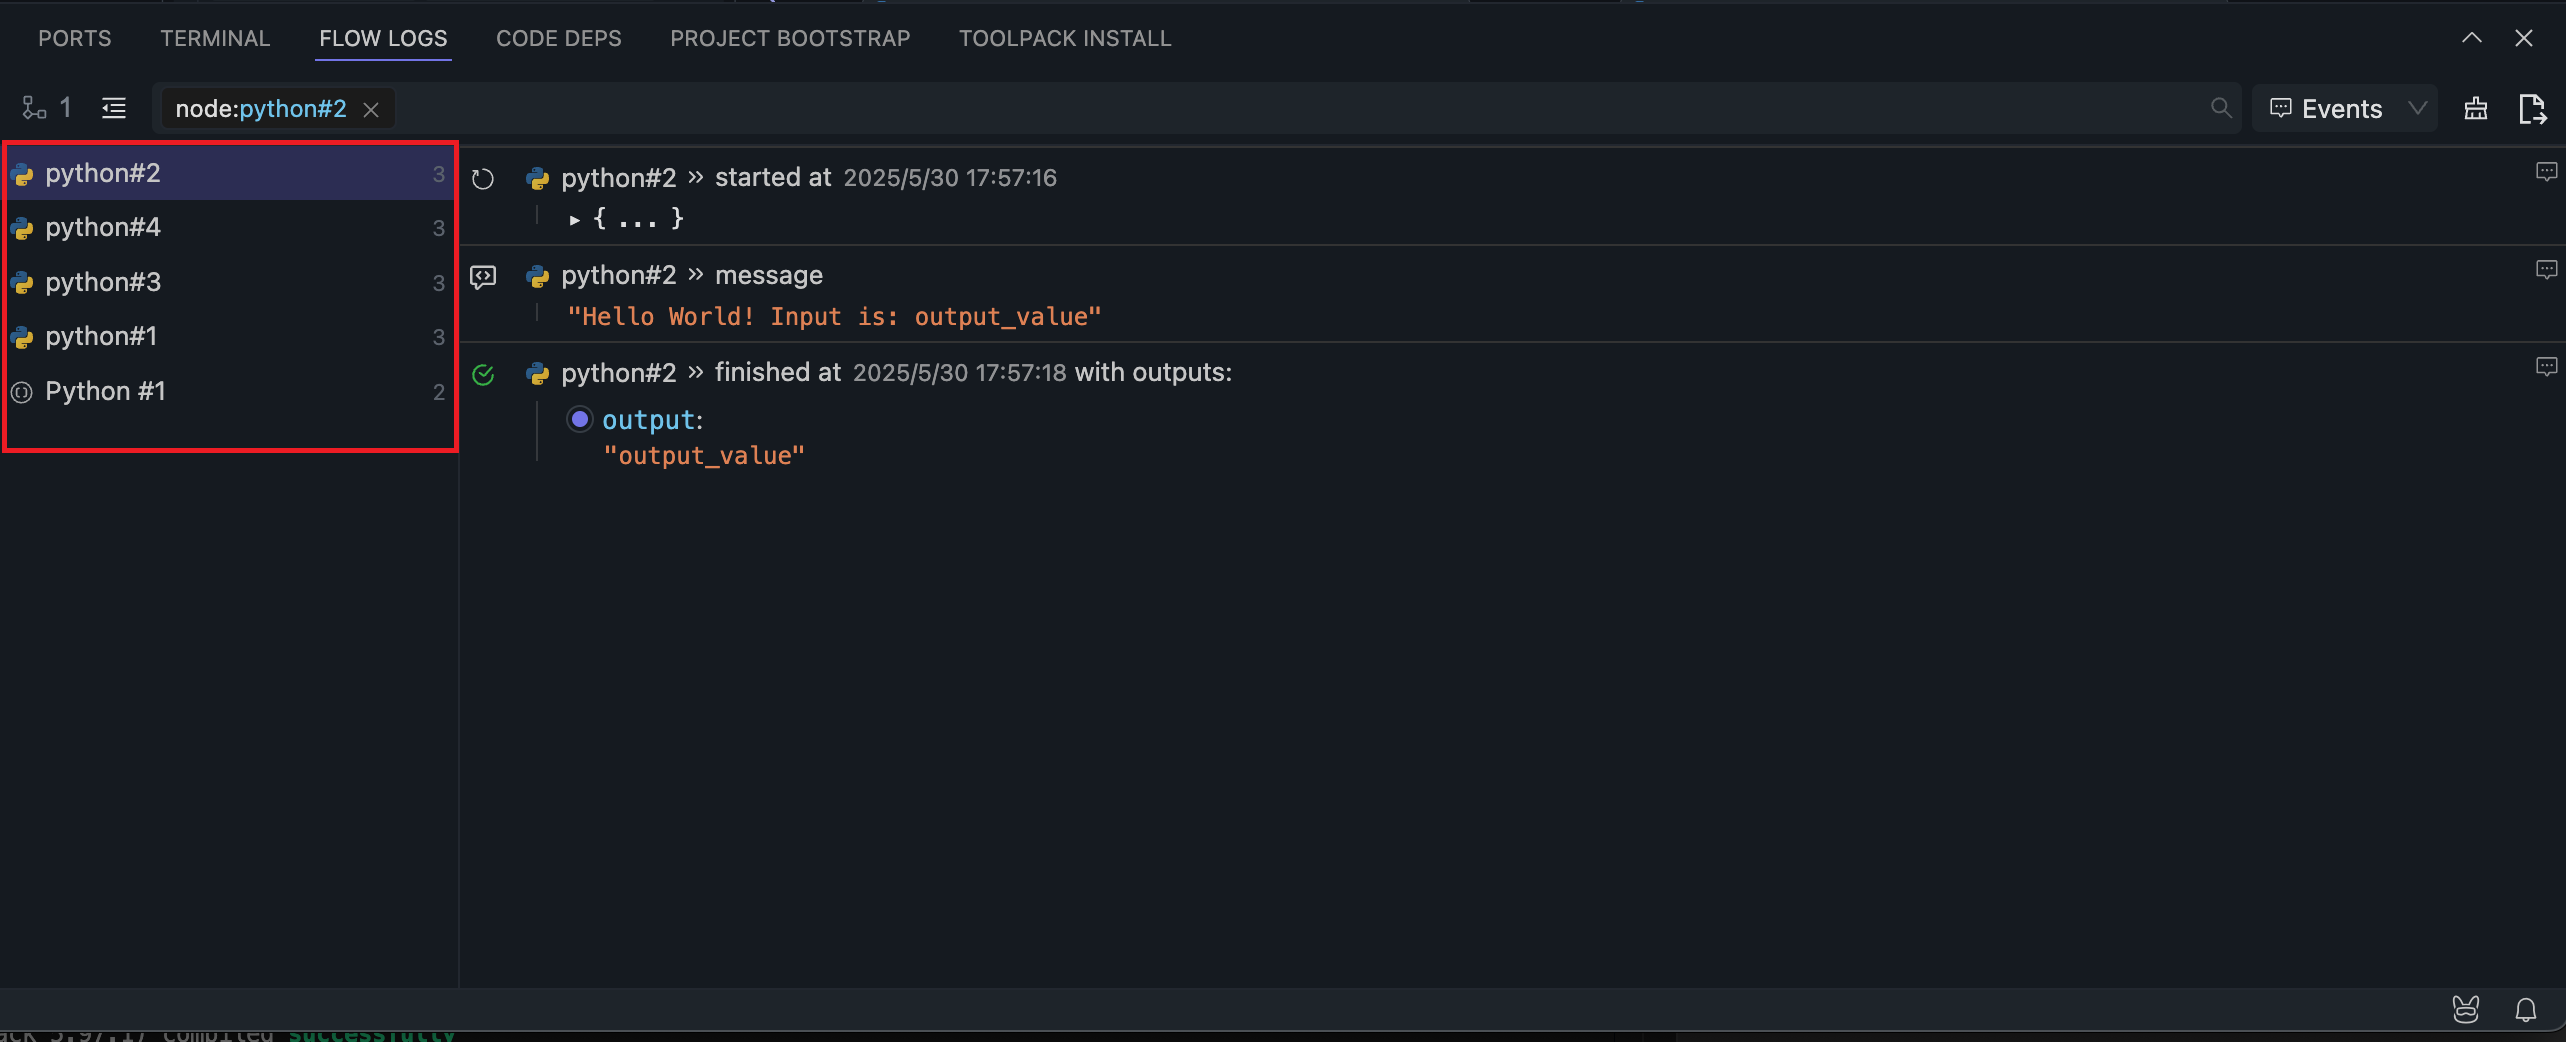 PORTS TERMINAL FLOW LOGS CODE DEPS PROJECT BOOTSTRAP TOOLPACK INSTALL
1 node:python#2 Events
python#2 3
python#4 3
python#3 3
python#1 3
Python #1 2
python#2 » started at 2025/5/30 17:57:16
▸ { ... }
python#2 » message
"Hello World! Input is: output_value"
python#2 » finished at 2025/5/30 17:57:18 with outputs:
output:
"output_value"
compiled successfully